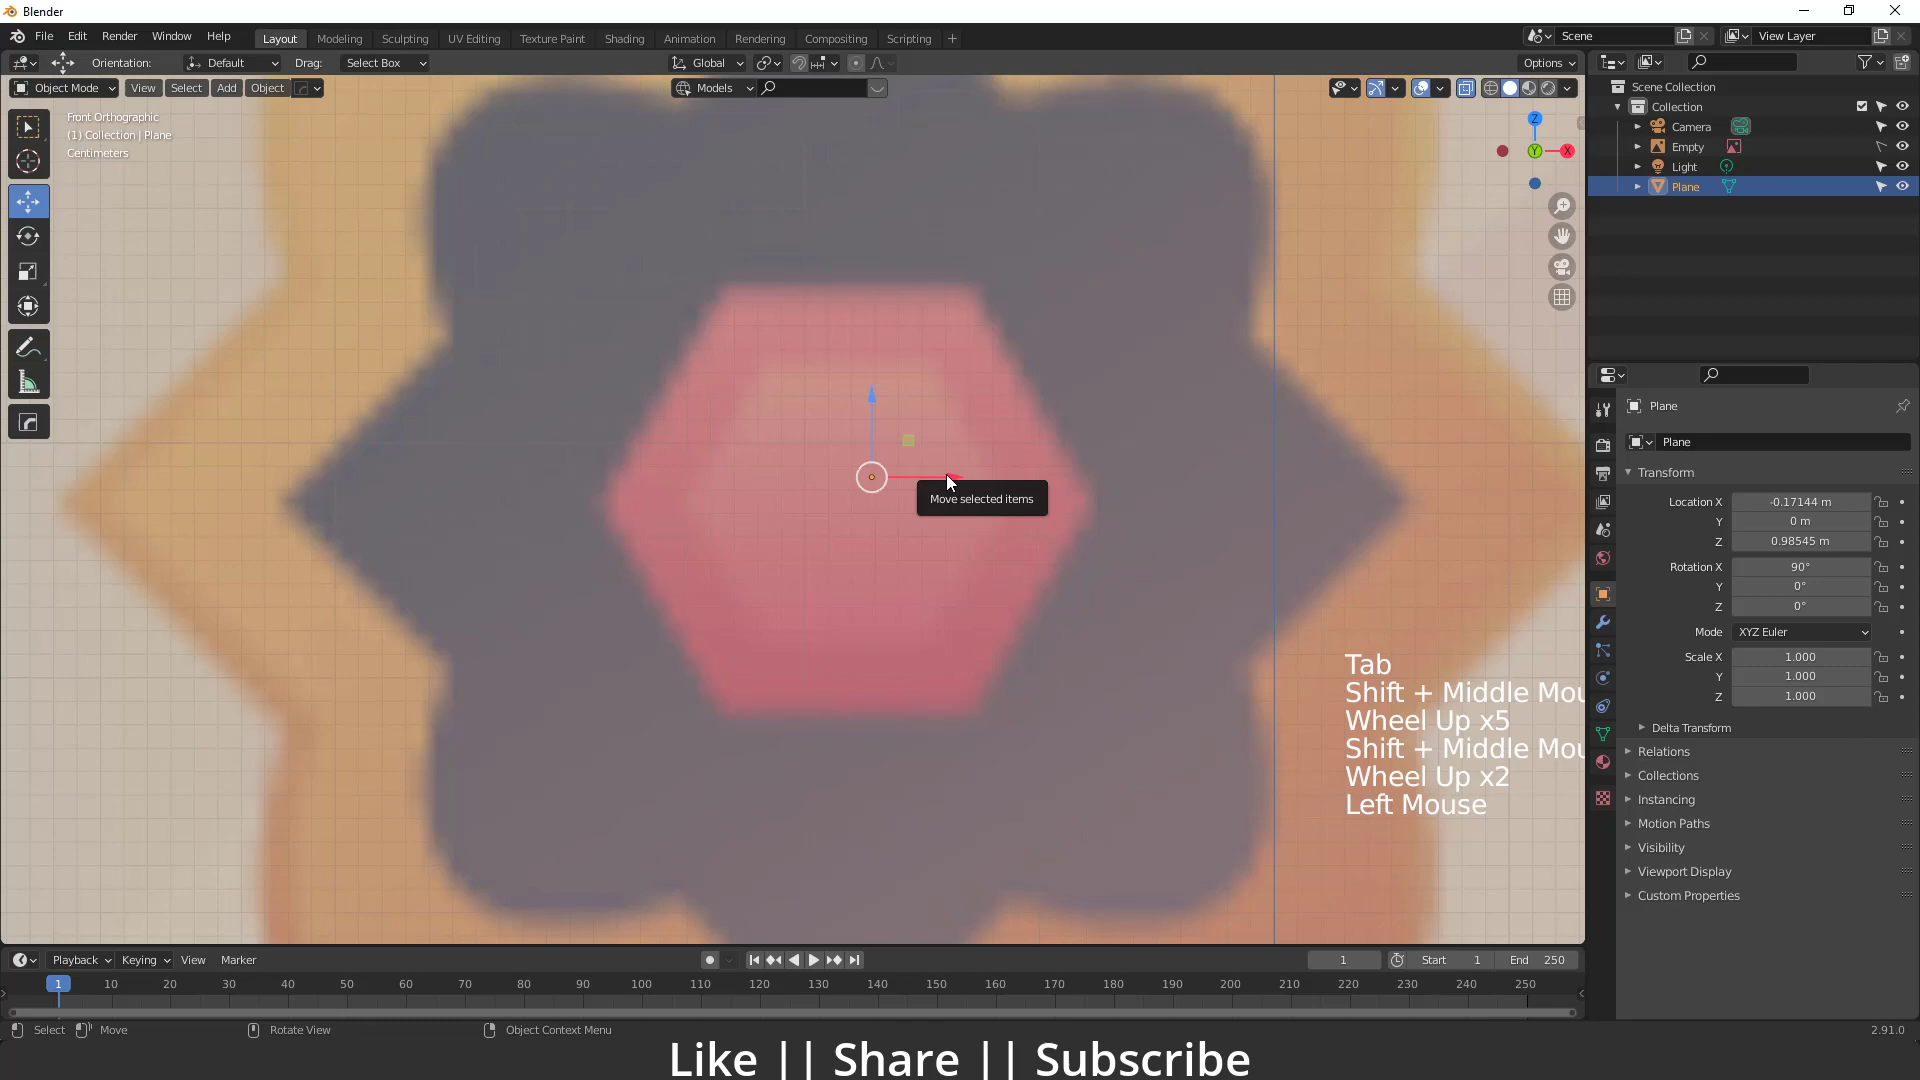 Blender
File Edit Render Window Help
Layout Modeling Sculpting UV Editing Texture Paint Shading Animation Rendering Compositing Scripting +
Scene
View Layer
Orientation: Default Drag: Select Box
Global
Options
Object Mode View Select Add Object
Models
Front Orthographic
(1) Collection | Plane
Centimeters
Z
Y
X
Move selected items
Scene Collection
Collection
Camera
Empty
Light
Plane
Plane
Plane
Transform
Location X -0.17144 m
Y 0 m
Z 0.98545 m
Rotation X 90°
Y 0°
Z 0°
Mode XYZ Euler
Scale X 1.000
Y 1.000
Z 1.000
Delta Transform
Relations
Collections
Instancing
Motion Paths
Visibility
Viewport Display
Custom Properties
Tab
Shift + Middle Mou
Wheel Up x5
Shift + Middle Mou
Wheel Up x2
Left Mouse
Playback Keying View Marker
1 Start 1 End 250
1 10 20 30 40 50 60 70 80 90 100 110 120 130 140 150 160 170 180 190 200 210 220 230 240 250
Select Move Rotate View Object Context Menu
2.91.0
Like || Share || Subscribe